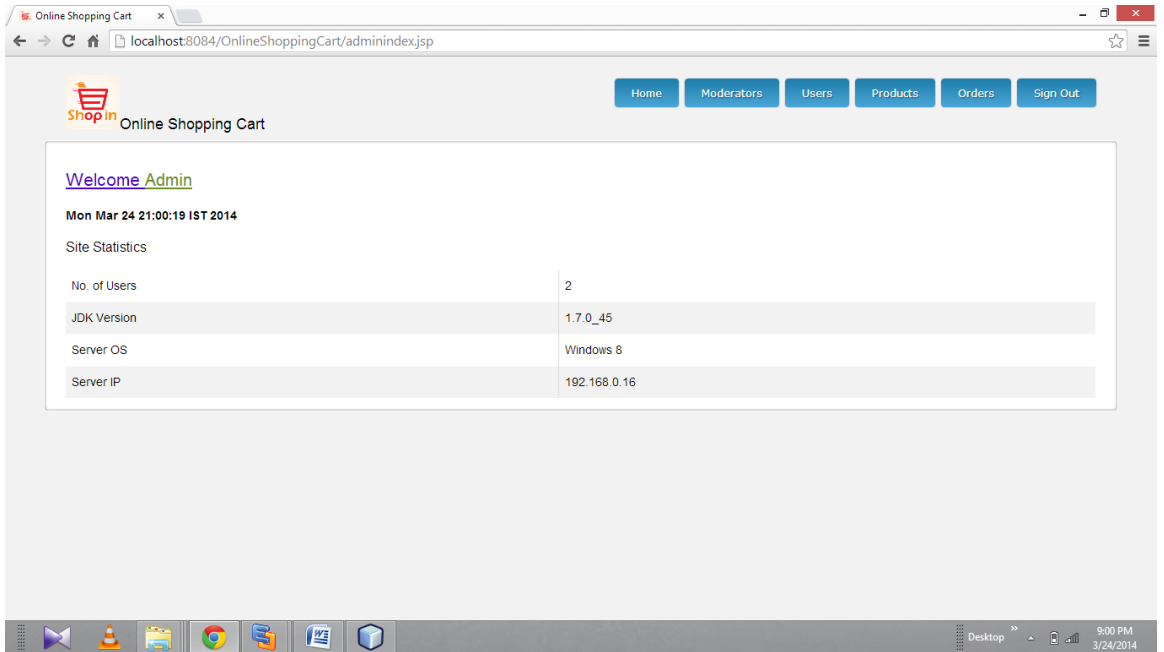 Online Shopping Cart
localhost:8084/OnlineShoppingCart/adminindex.jsp
Shop in
Online Shopping Cart
Home Moderators Users Products Orders Sign Out
Welcome Admin
Mon Mar 24 21:00:19 IST 2014
Site Statistics
No. of Users 2
JDK Version 1.7.0_45
Server OS Windows 8
Server IP 192.168.0.16
Desktop
9:00 PM
3/24/2014